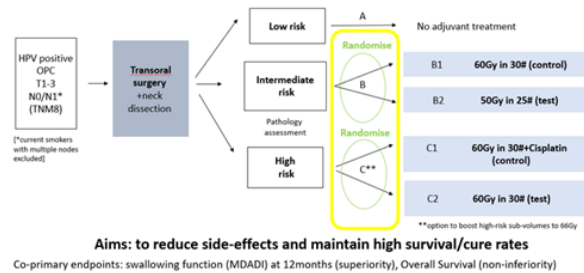 Low risk
A
No adjuvant treatment
Randomise
HPV positive
OPC
T1-3
N0/N1*
(TNM8)
[*current smokers
with multiple nodes
excluded]
Transoral
surgery
+neck
dissection
Intermediate
risk
Pathology
assessment
B
B1 60Gy in 30# (control)
B2 50Gy in 25# (test)
Randomise
High
risk
C**
C1 60Gy in 30#+Cisplatin
(control)
C2 60Gy in 30# (test)
**option to boost high-risk sub-volumes to 66Gy
Aims: to reduce side-effects and maintain high survival/cure rates
Co-primary endpoints: swallowing function (MDADI) at 12months (superiority), Overall Survival (non-inferiority)